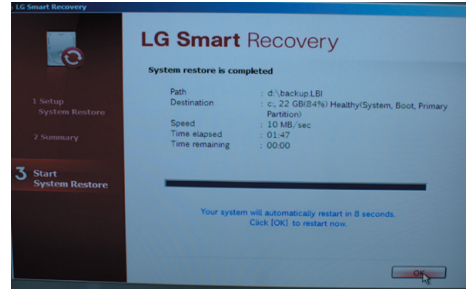 LG Smart Recovery
LG Smart Recovery
System restore is completed
Path : d:\backup.LBI
Destination : c:, 22 GB(84%) Healthy(System, Boot, Primary
Partition)
Speed : 10 MB/sec
Time elapsed : 01:47
Time remaining : 00:00
1 Setup
System Restore
2 Summary
3 Start
System Restore
Your system will automatically restart in 8 seconds.
Click [OK] to restart now.
OK